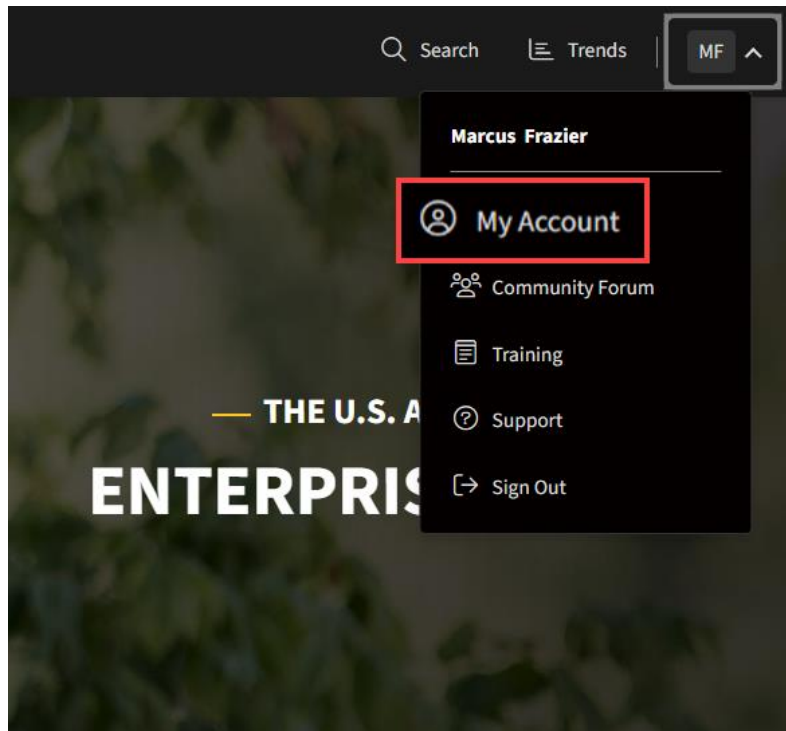 Search Trends MF
Marcus Frazier
My Account
Community Forum
Training
THE U.S. A
Support
ENTERPRIS
Sign Out